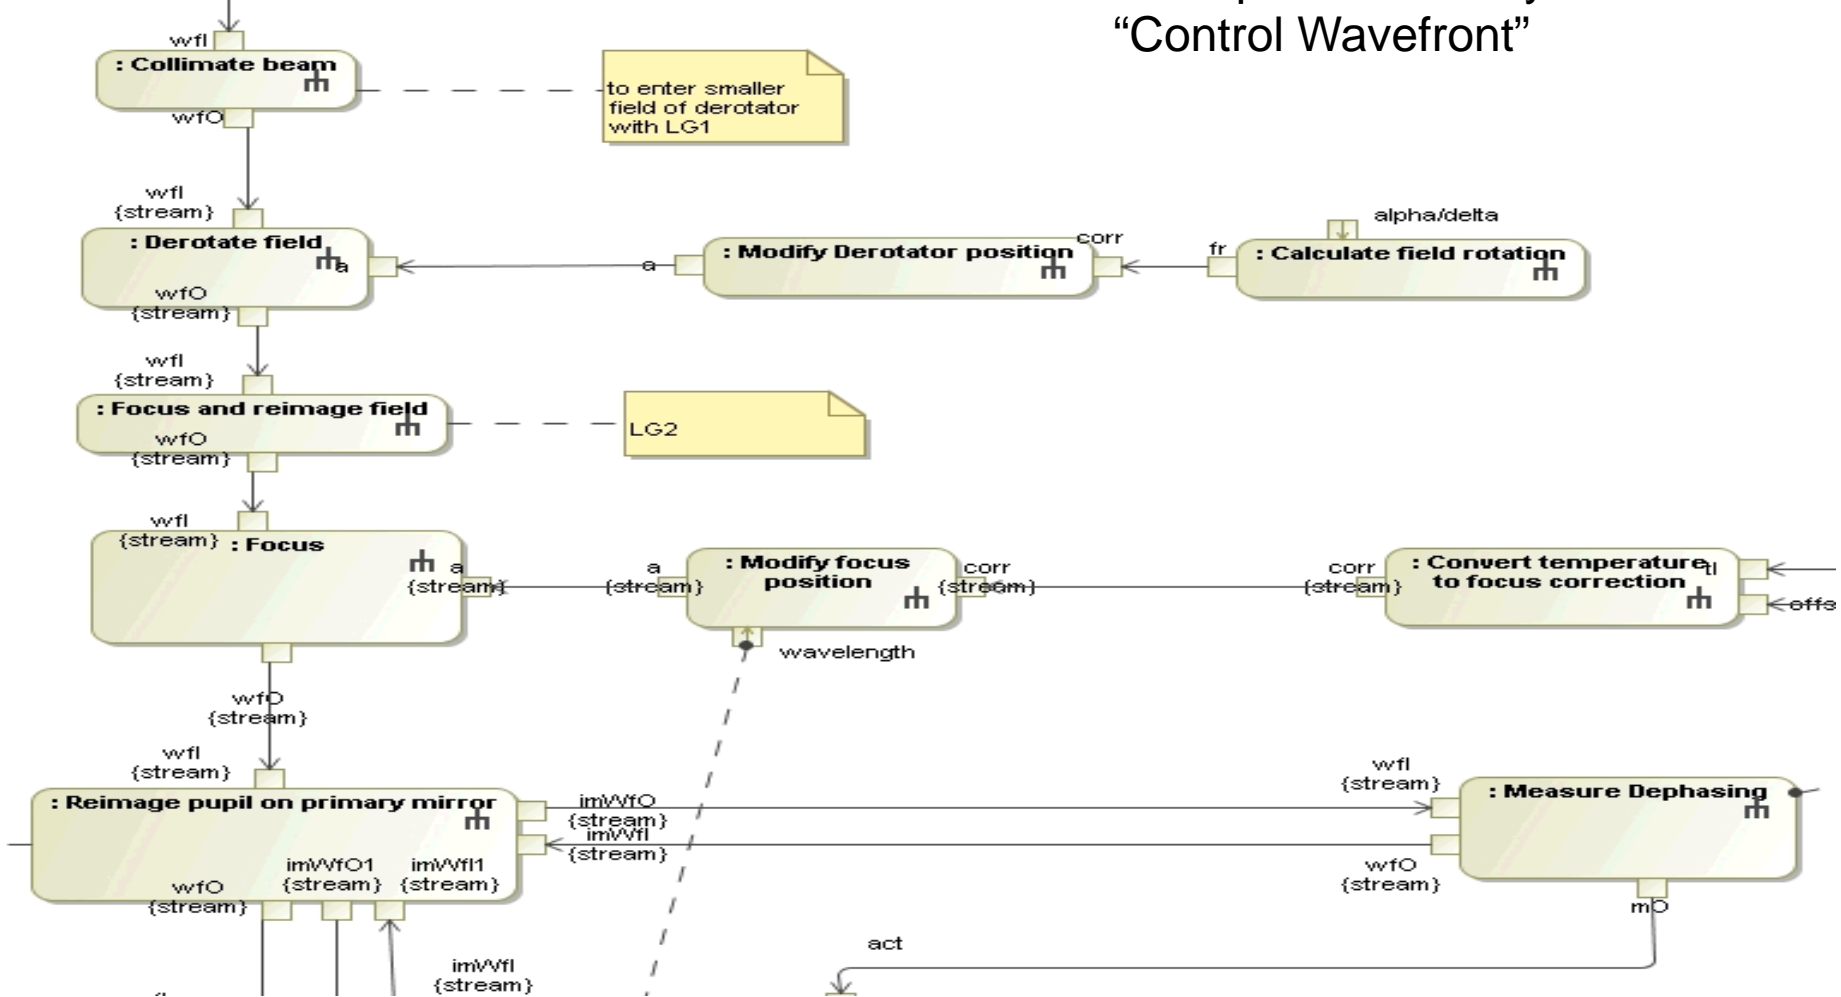 “Control Wavefront”
wfI
: Collimate beam
wfO
to enter smaller
field of derotator
with LG1
wfI
{stream}
: Derotate field
a
wfO
{stream}
a
: Modify Derotator position
corr
fr
alpha/delta
: Calculate field rotation
wfI
{stream}
: Focus and reimage field
wfO
{stream}
LG2
wfI
{stream}
: Focus
a
{stream}
a
{stream}
: Modify focus
position
corr
{stream}
wavelength
corr
{stream}
: Convert temperature
to focus correction
tI
offs
wfO
{stream}
wfI
{stream}
: Reimage pupil on primary mirror
imWfO
{stream}
imWfI
{stream}
wfI
{stream}
: Measure Dephasing
wfO
{stream}
mO
imWfO1
{stream}
imWfI1
{stream}
wfO
{stream}
act
imWfI
{stream}